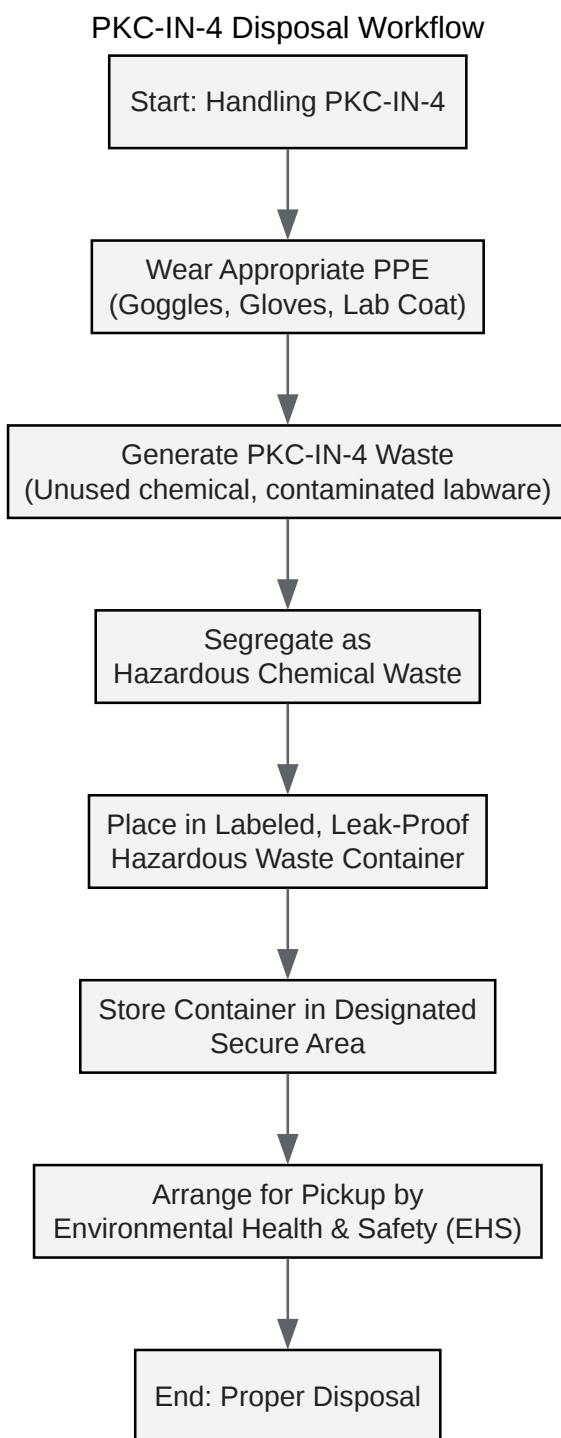 PKC-IN-4 Disposal Workflow
Start: Handling PKC-IN-4
Wear Appropriate PPE
(Goggles, Gloves, Lab Coat)
Generate PKC-IN-4 Waste
(Unused chemical, contaminated labware)
Segregate as
Hazardous Chemical Waste
Place in Labeled, Leak-Proof
Hazardous Waste Container
Store Container in Designated
Secure Area
Arrange for Pickup by
Environmental Health & Safety (EHS)
End: Proper Disposal